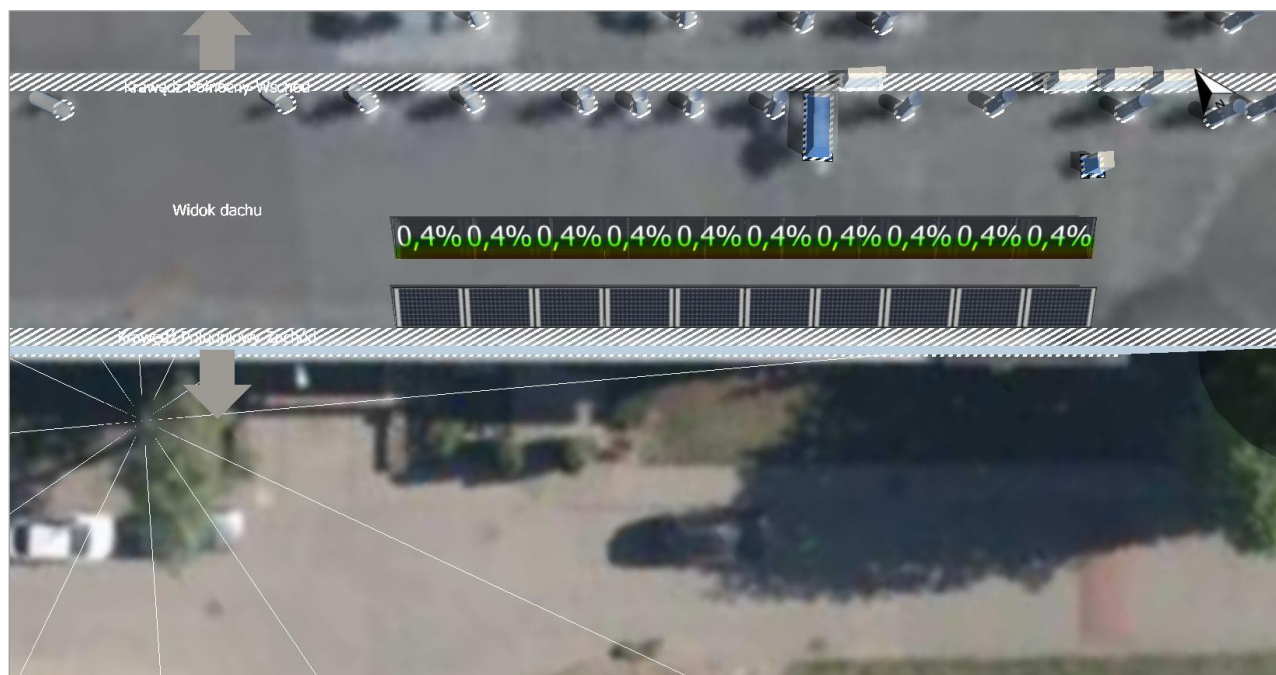 Krawędź Północny Wschód
N
Widok dachu
0,4% 0,4% 0,4% 0,4% 0,4% 0,4% 0,4% 0,4% 0,4% 0,4%
Krawędź Południowy Zachód